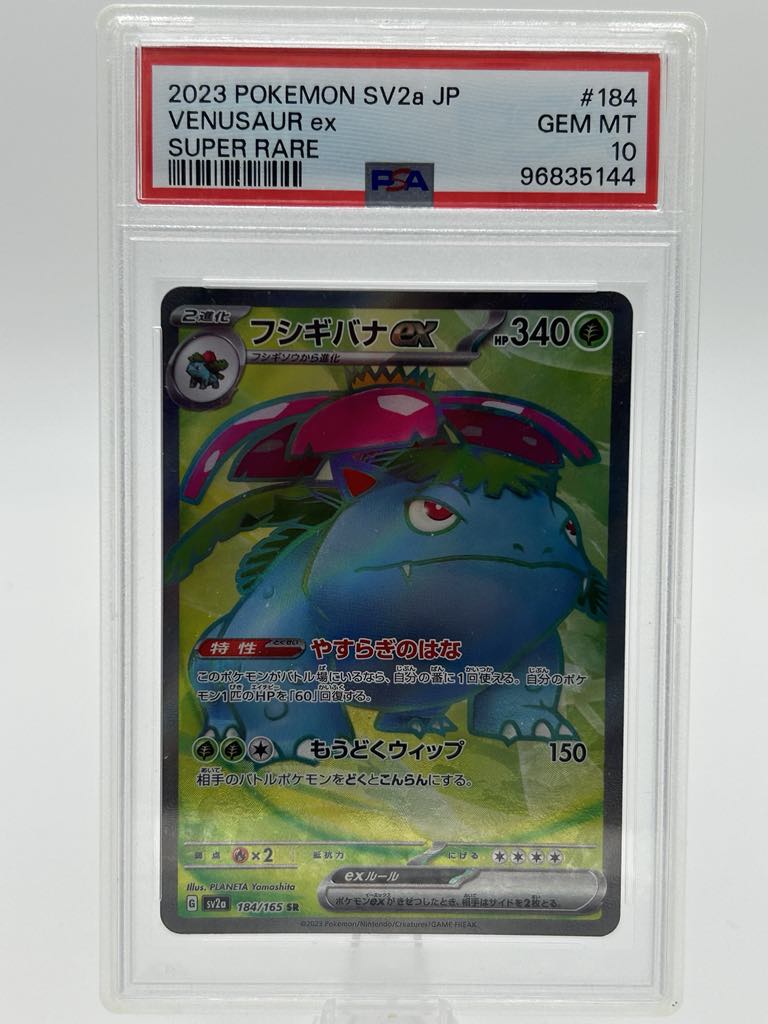 2023 POKEMON SV2a JP #184
VENUSAUR ex GEM MT
SUPER RARE 10
PSA 96835144
2進化
フシギバナex HP 340
フシギソウから進化
特性 とくせい やすらぎのはな
このポケモンがバトル場にいるなら、自分の番に1回使える。自分のポケ
モン1匹のHPを「60」回復する。
もうどくウィップ 150
相手のバトルポケモンをどくとこんらんにする。
弱点 ×2 抵抗力 にげる
exルール
ポケモンexがきぜつしたとき、相手はサイドを2枚とる。
Illus. PLANETA Yamashita
G sv2a 184/165 SR
©2023 Pokémon/Nintendo/Creatures/GAME FREAK.